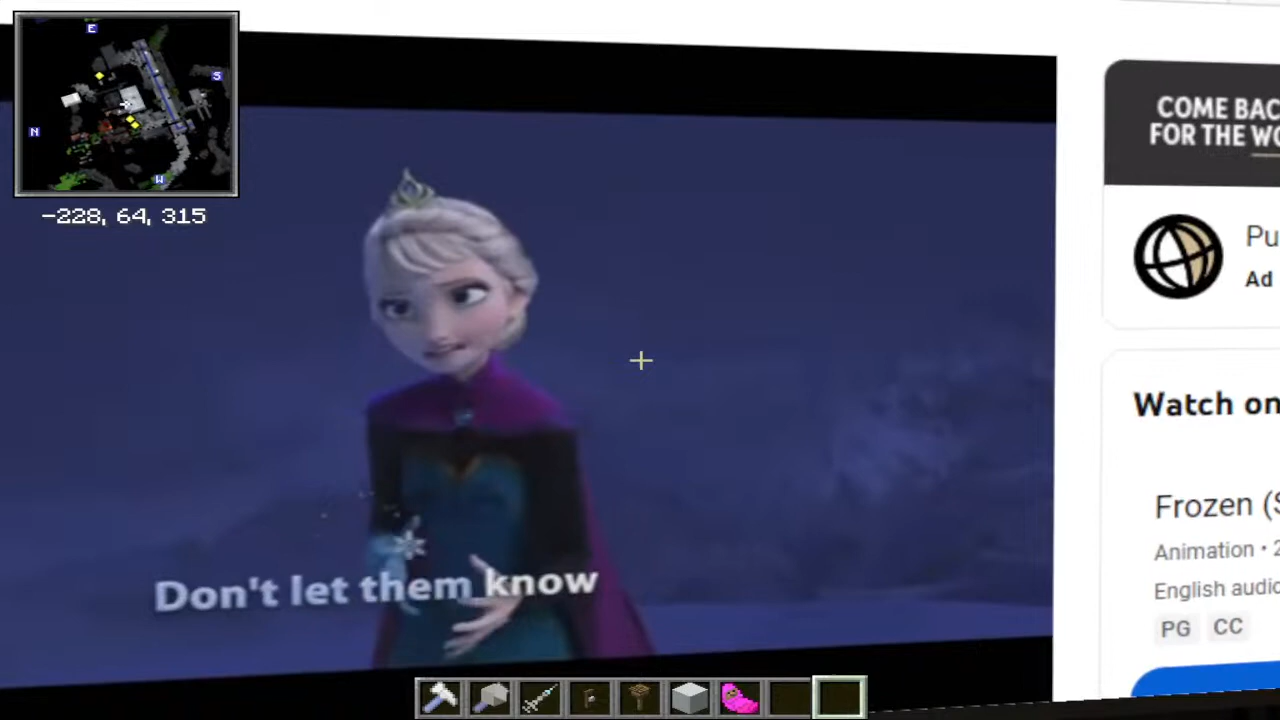 E
S
N
W
-228, 64, 315
COME BAC
FOR THE WO
Pu
Ad
Watch on
Frozen (S
Animation • 2
English audio
PG CC
Don't let them know